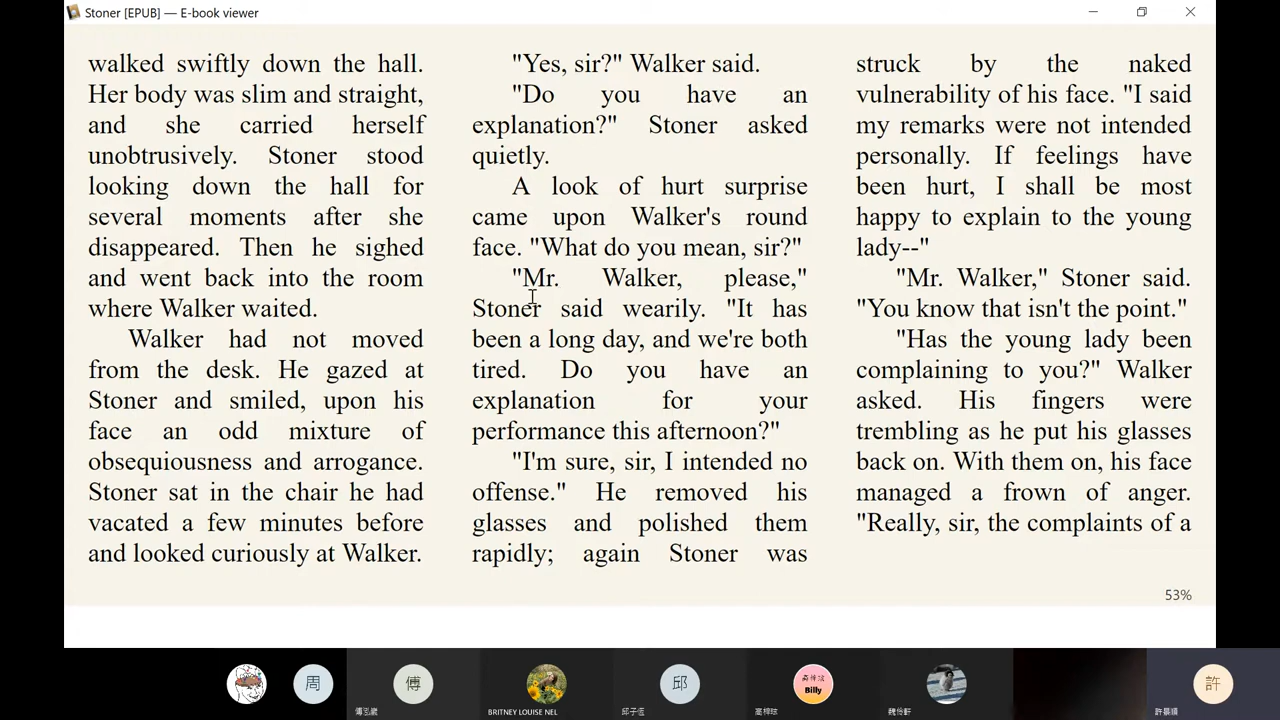 Stoner [EPUB] — E-book viewer
walked swiftly down the hall.
Her body was slim and straight,
and she carried herself
unobtrusively. Stoner stood
looking down the hall for
several moments after she
disappeared. Then he sighed
and went back into the room
where Walker waited.
Walker had not moved
from the desk. He gazed at
Stoner and smiled, upon his
face an odd mixture of
obsequiousness and arrogance.
Stoner sat in the chair he had
vacated a few minutes before
and looked curiously at Walker.
"Yes, sir?" Walker said.
"Do you have an
explanation?" Stoner asked
quietly.
A look of hurt surprise
came upon Walker's round
face. "What do you mean, sir?"
"Mr. Walker, please,"
Stoner said wearily. "It has
been a long day, and we're both
tired. Do you have an
explanation for your
performance this afternoon?"
"I'm sure, sir, I intended no
offense." He removed his
glasses and polished them
rapidly; again Stoner was
struck by the naked
vulnerability of his face. "I said
my remarks were not intended
personally. If feelings have
been hurt, I shall be most
happy to explain to the young
lady--"
"Mr. Walker," Stoner said.
"You know that isn't the point."
"Has the young lady been
complaining to you?" Walker
asked. His fingers were
trembling as he put his glasses
back on. With them on, his face
managed a frown of anger.
"Really, sir, the complaints of a
53%
周
傅
邱
Billy
許
BRITNEY LOUISE NEL
邱子恆
許景順